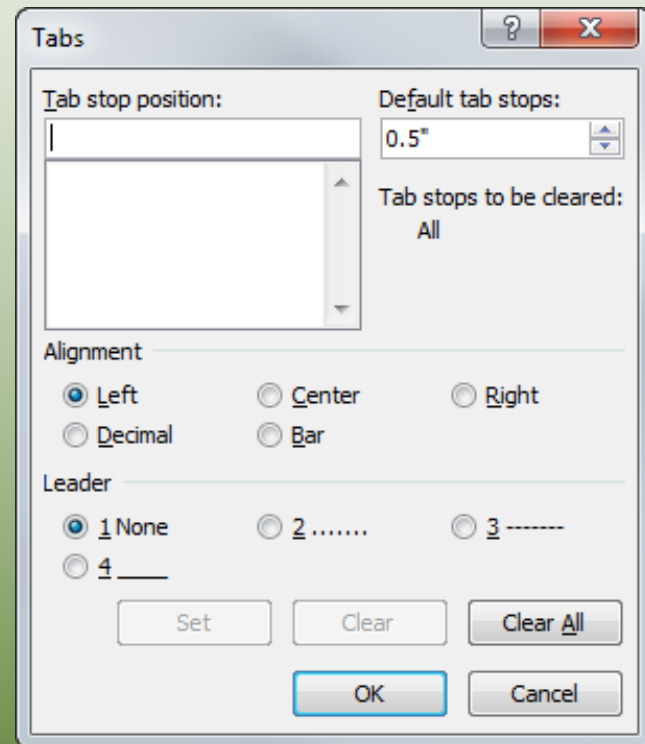 Tabs
Tab stop position:
Default tab stops:
0.5"
Tab stops to be cleared:
All
Alignment
Left
Center
Right
Decimal
Bar
Leader
1 None
2 .......
3 -------
4 ____
Set
Clear
Clear All
OK
Cancel